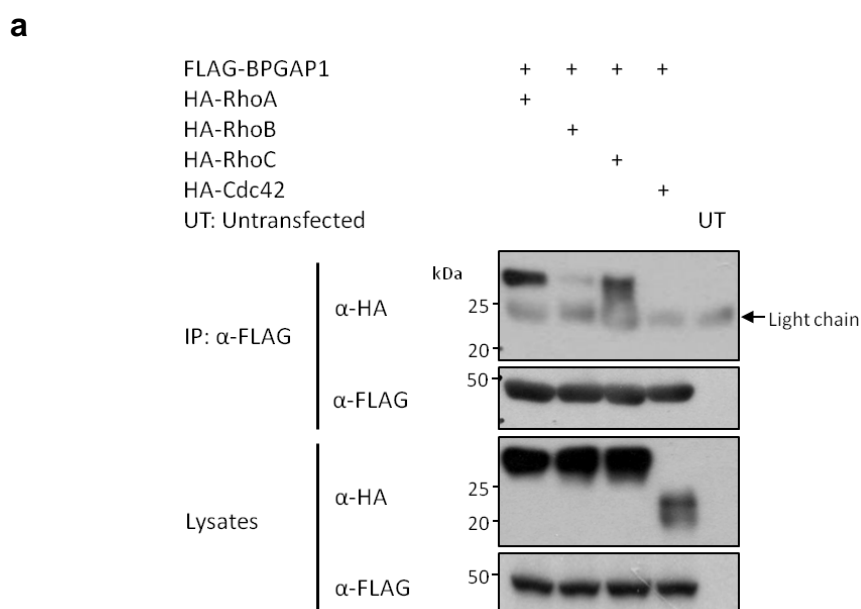 a
FLAG-BPGAP1 + + + +
HA-RhoA +
HA-RhoB +
HA-RhoC +
HA-Cdc42 +
UT: Untransfected UT
kDa
IP: α-FLAG
α-HA
25
20
Light chain
α-FLAG
50
Lysates
α-HA
25
20
α-FLAG
50